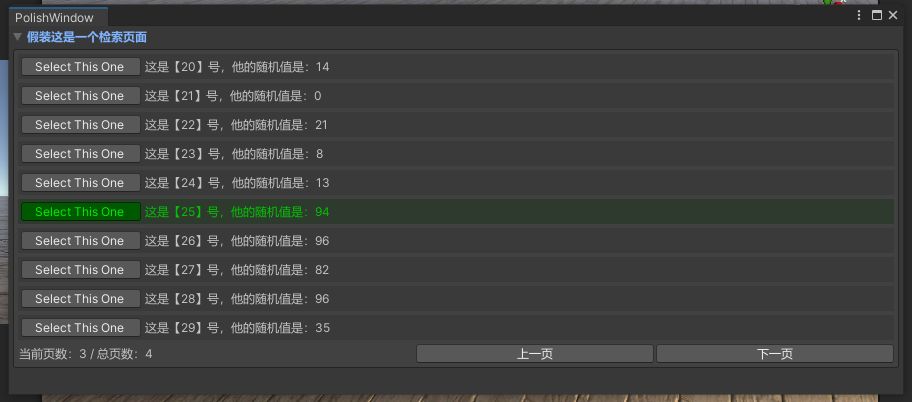 PolishWindow
假装这是一个检索页面
Select This One 这是【20】号，他的随机值是：14
Select This One 这是【21】号，他的随机值是：0
Select This One 这是【22】号，他的随机值是：21
Select This One 这是【23】号，他的随机值是：8
Select This One 这是【24】号，他的随机值是：13
Select This One 这是【25】号，他的随机值是：94
Select This One 这是【26】号，他的随机值是：96
Select This One 这是【27】号，他的随机值是：82
Select This One 这是【28】号，他的随机值是：96
Select This One 这是【29】号，他的随机值是：35
当前页数：3 / 总页数：4 上一页 下一页